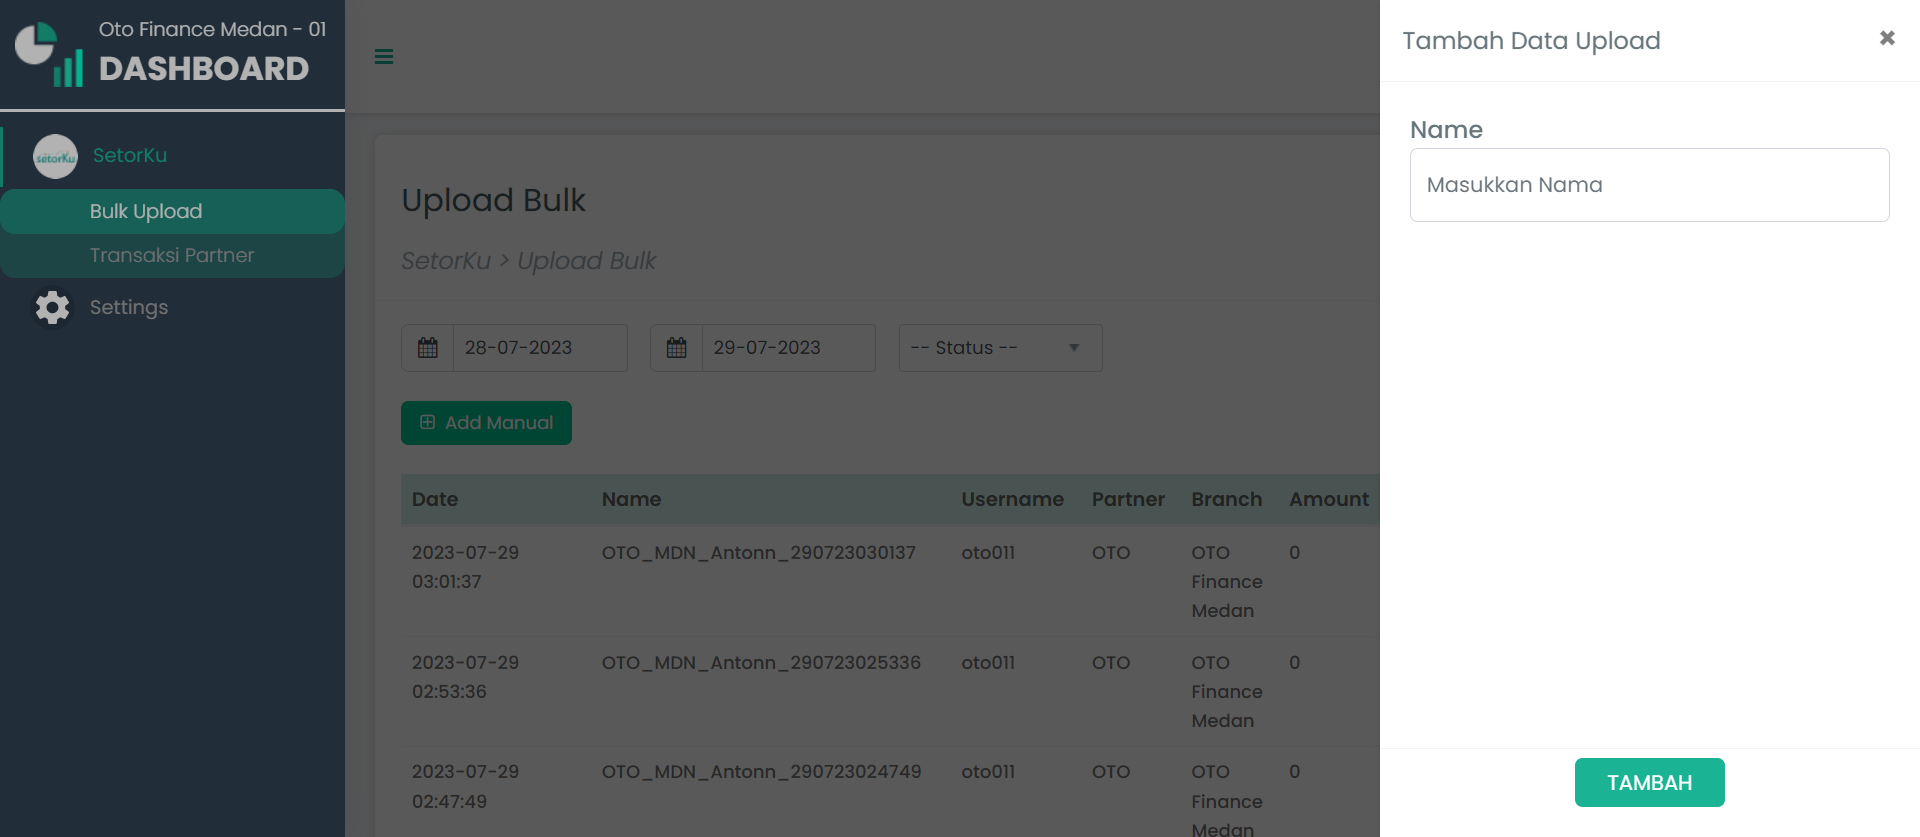 Oto Finance Medan - 01
DASHBOARD
setorKu
SetorKu
Bulk Upload
Transaksi Partner
Settings
Upload Bulk
SetorKu > Upload Bulk
28-07-2023
29-07-2023
-- Status --
Add Manual
Date Name Username Partner Branch Amount
2023-07-29 OTO_MDN_Antonn_290723030137 oto011 OTO OTO 0
03:01:37 Finance
Medan
2023-07-29 OTO_MDN_Antonn_290723025336 oto011 OTO OTO 0
02:53:36 Finance
Medan
2023-07-29 OTO_MDN_Antonn_290723024749 oto011 OTO OTO 0
02:47:49 Finance
Medan
Tambah Data Upload
Name
Masukkan Nama
TAMBAH